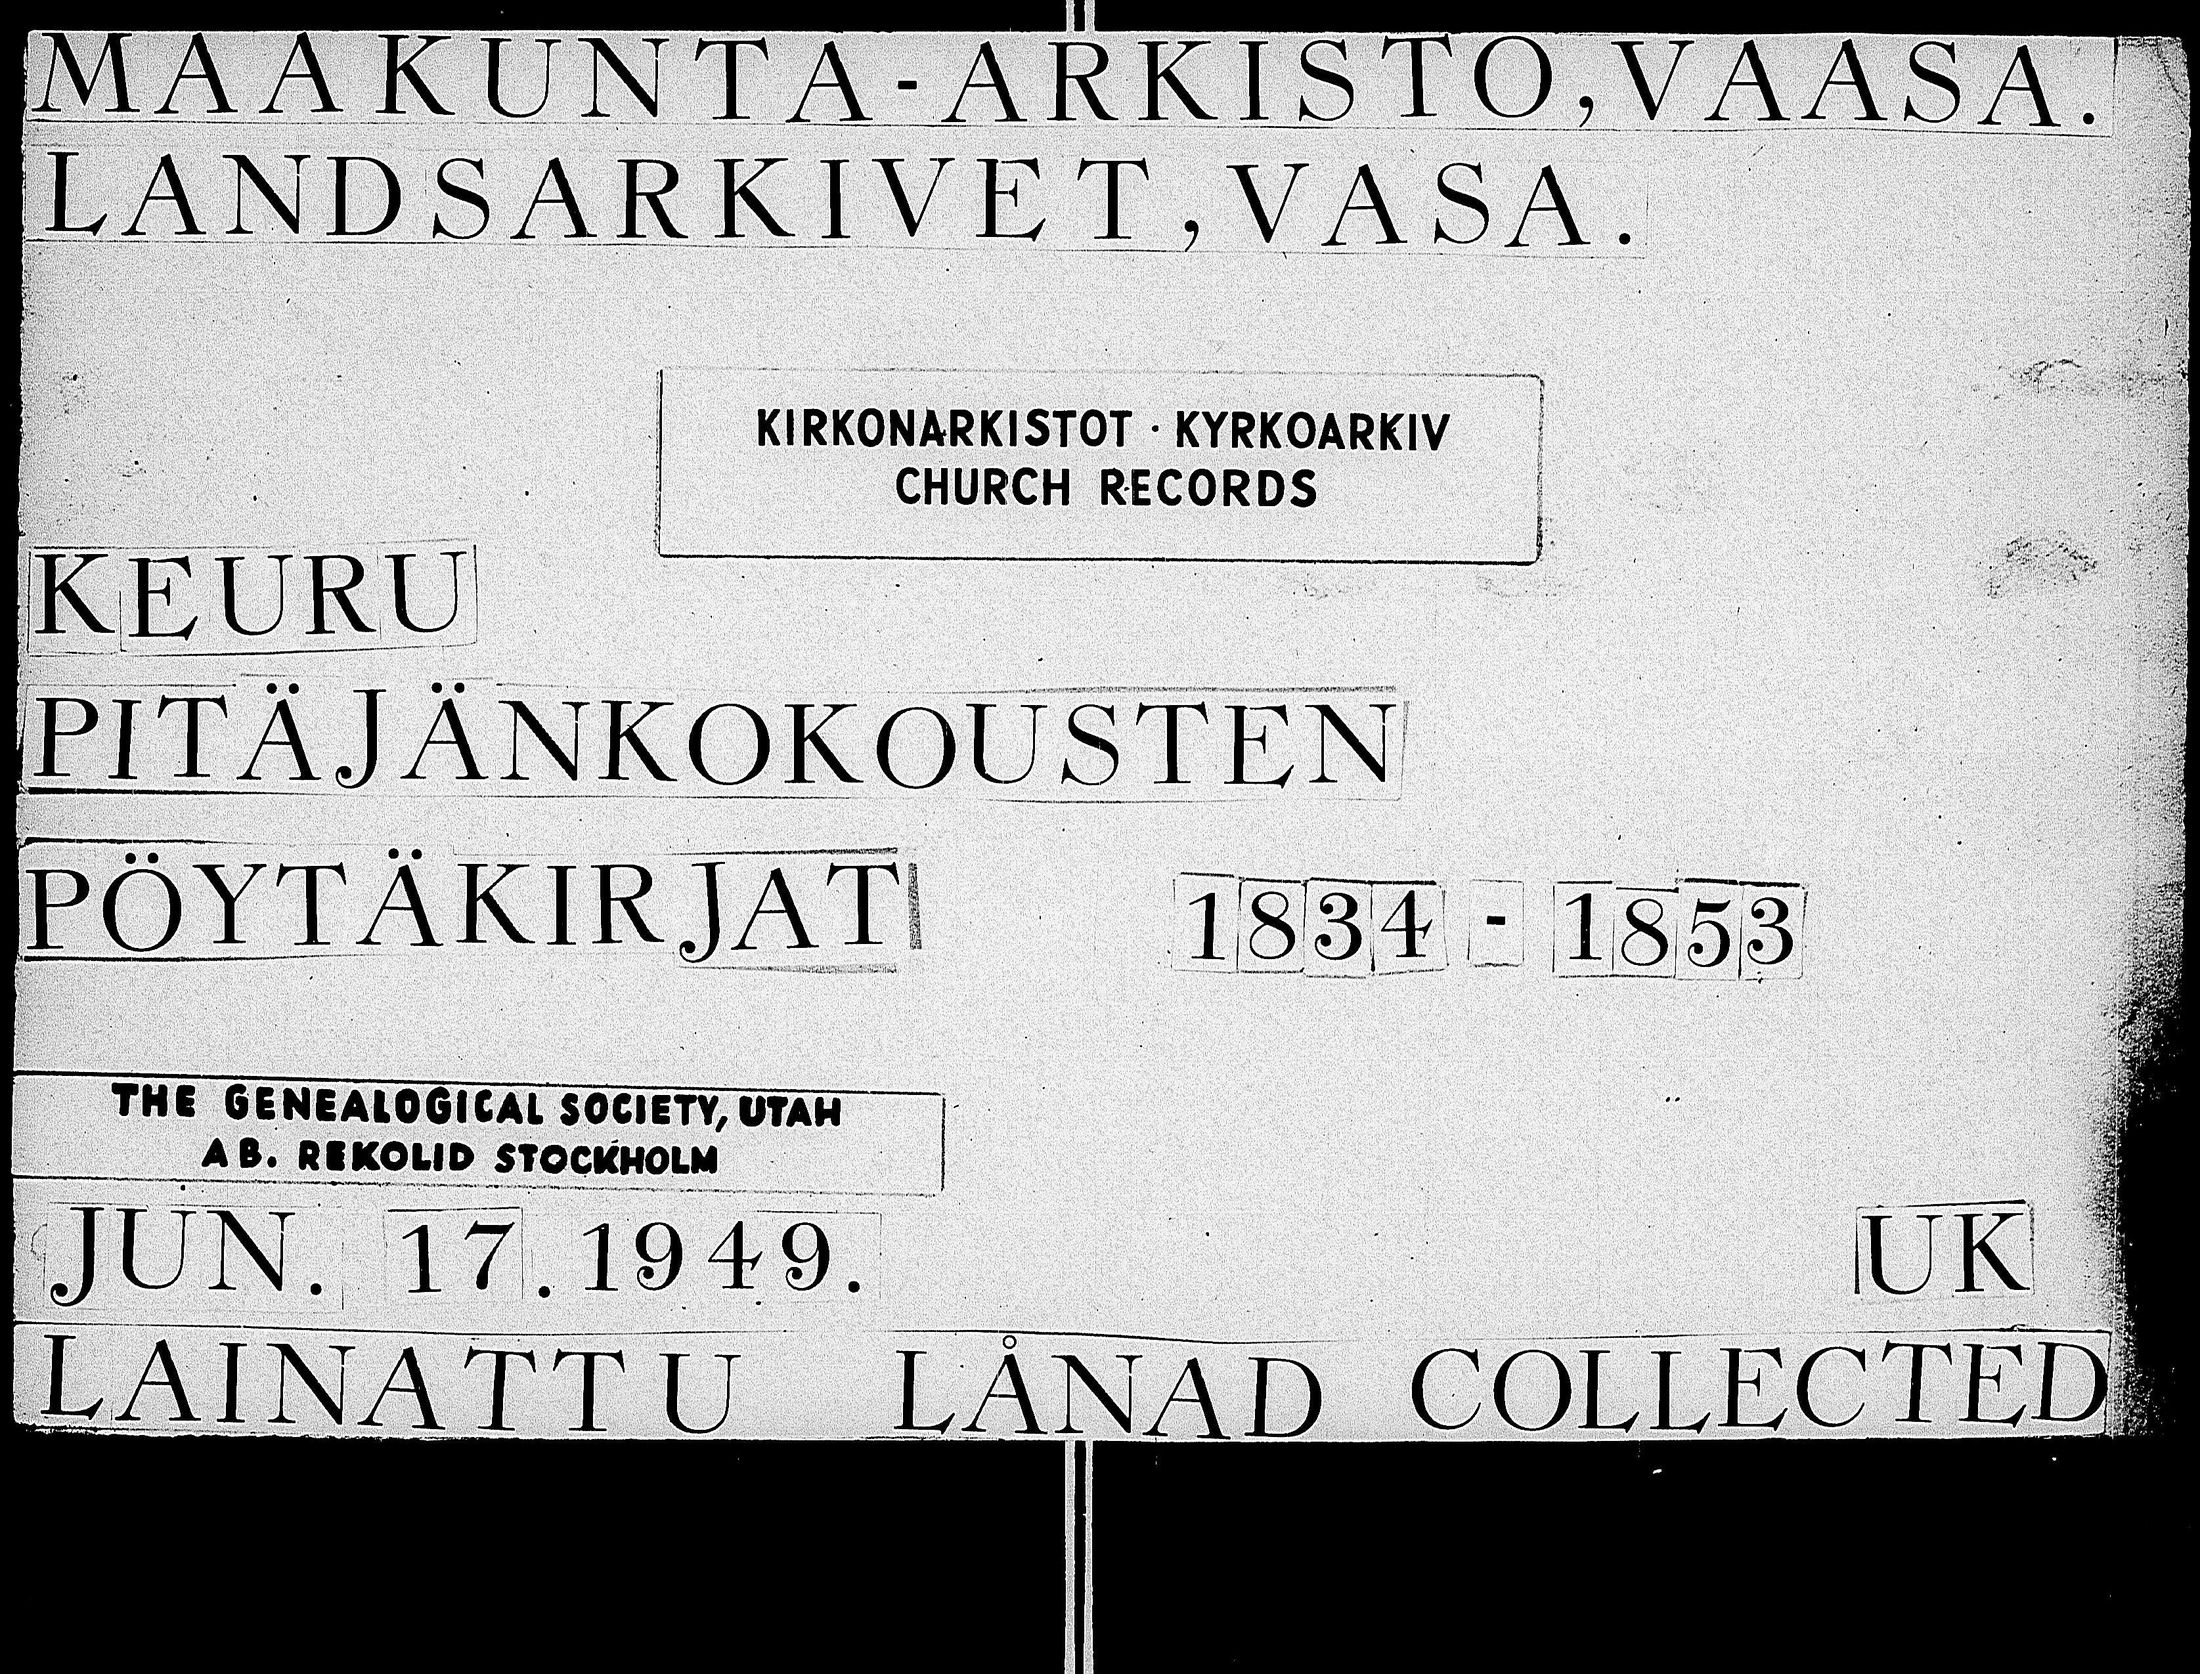 MAAKUNTA-ARKISTO, VAASA.
LANDSARKIVET, VASA.
KIRKONARKISTOT · KYRKOARKIV
CHURCH RECORDS
KEURU
PITÄJÄNKOKOUSTEN
PÖYTÄKIRJAT 1834 - 1853
THE GENEALOGICAL SOCIETY, UTAH
AB. REKOLID STOCKHOLM
JUN. 17. 1949. UK
LAINATTU LÅNAD COLLECTED